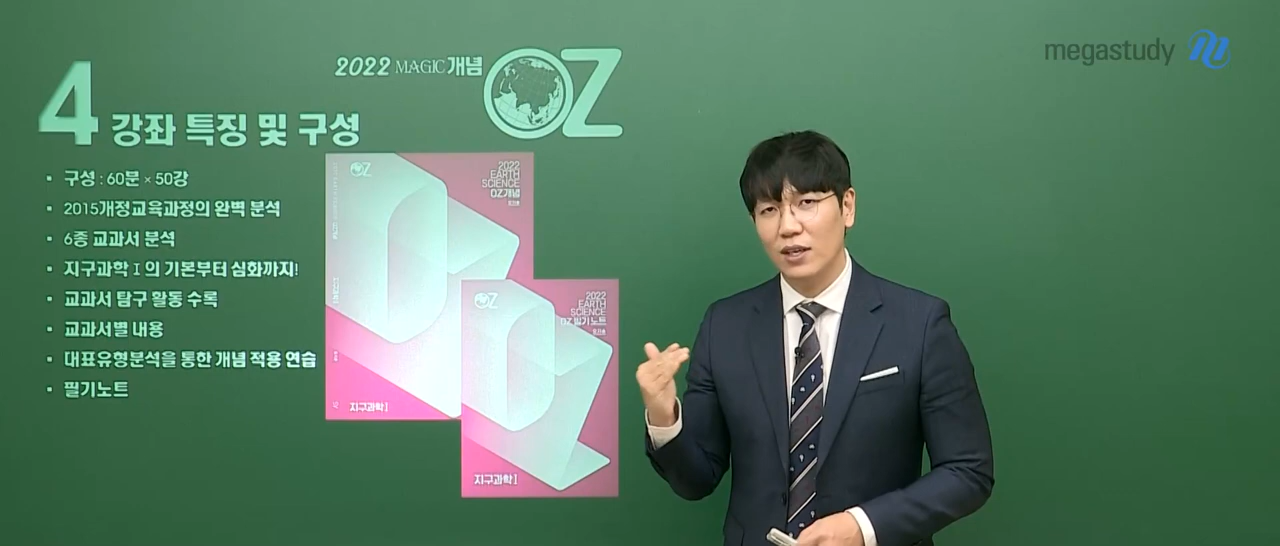 megastudy
2022 MAGIC 개념 OZ
4 강좌 특징 및 구성
▪ 구성 : 60분 × 50강
▪ 2015개정교육과정의 완벽 분석
▪ 6종 교과서 분석
▪ 지구과학 I 의 기본부터 심화까지!
▪ 교과서 탐구 활동 수록
▪ 교과서별 내용
▪ 대표유형분석을 통한 개념 적용 연습
▪ 필기노트
OZ
2022
EARTH
SCIENCE
OZ개념
지구과학 I
OZ
2022
EARTH
SCIENCE
OZ 필기 노트
지구과학 I